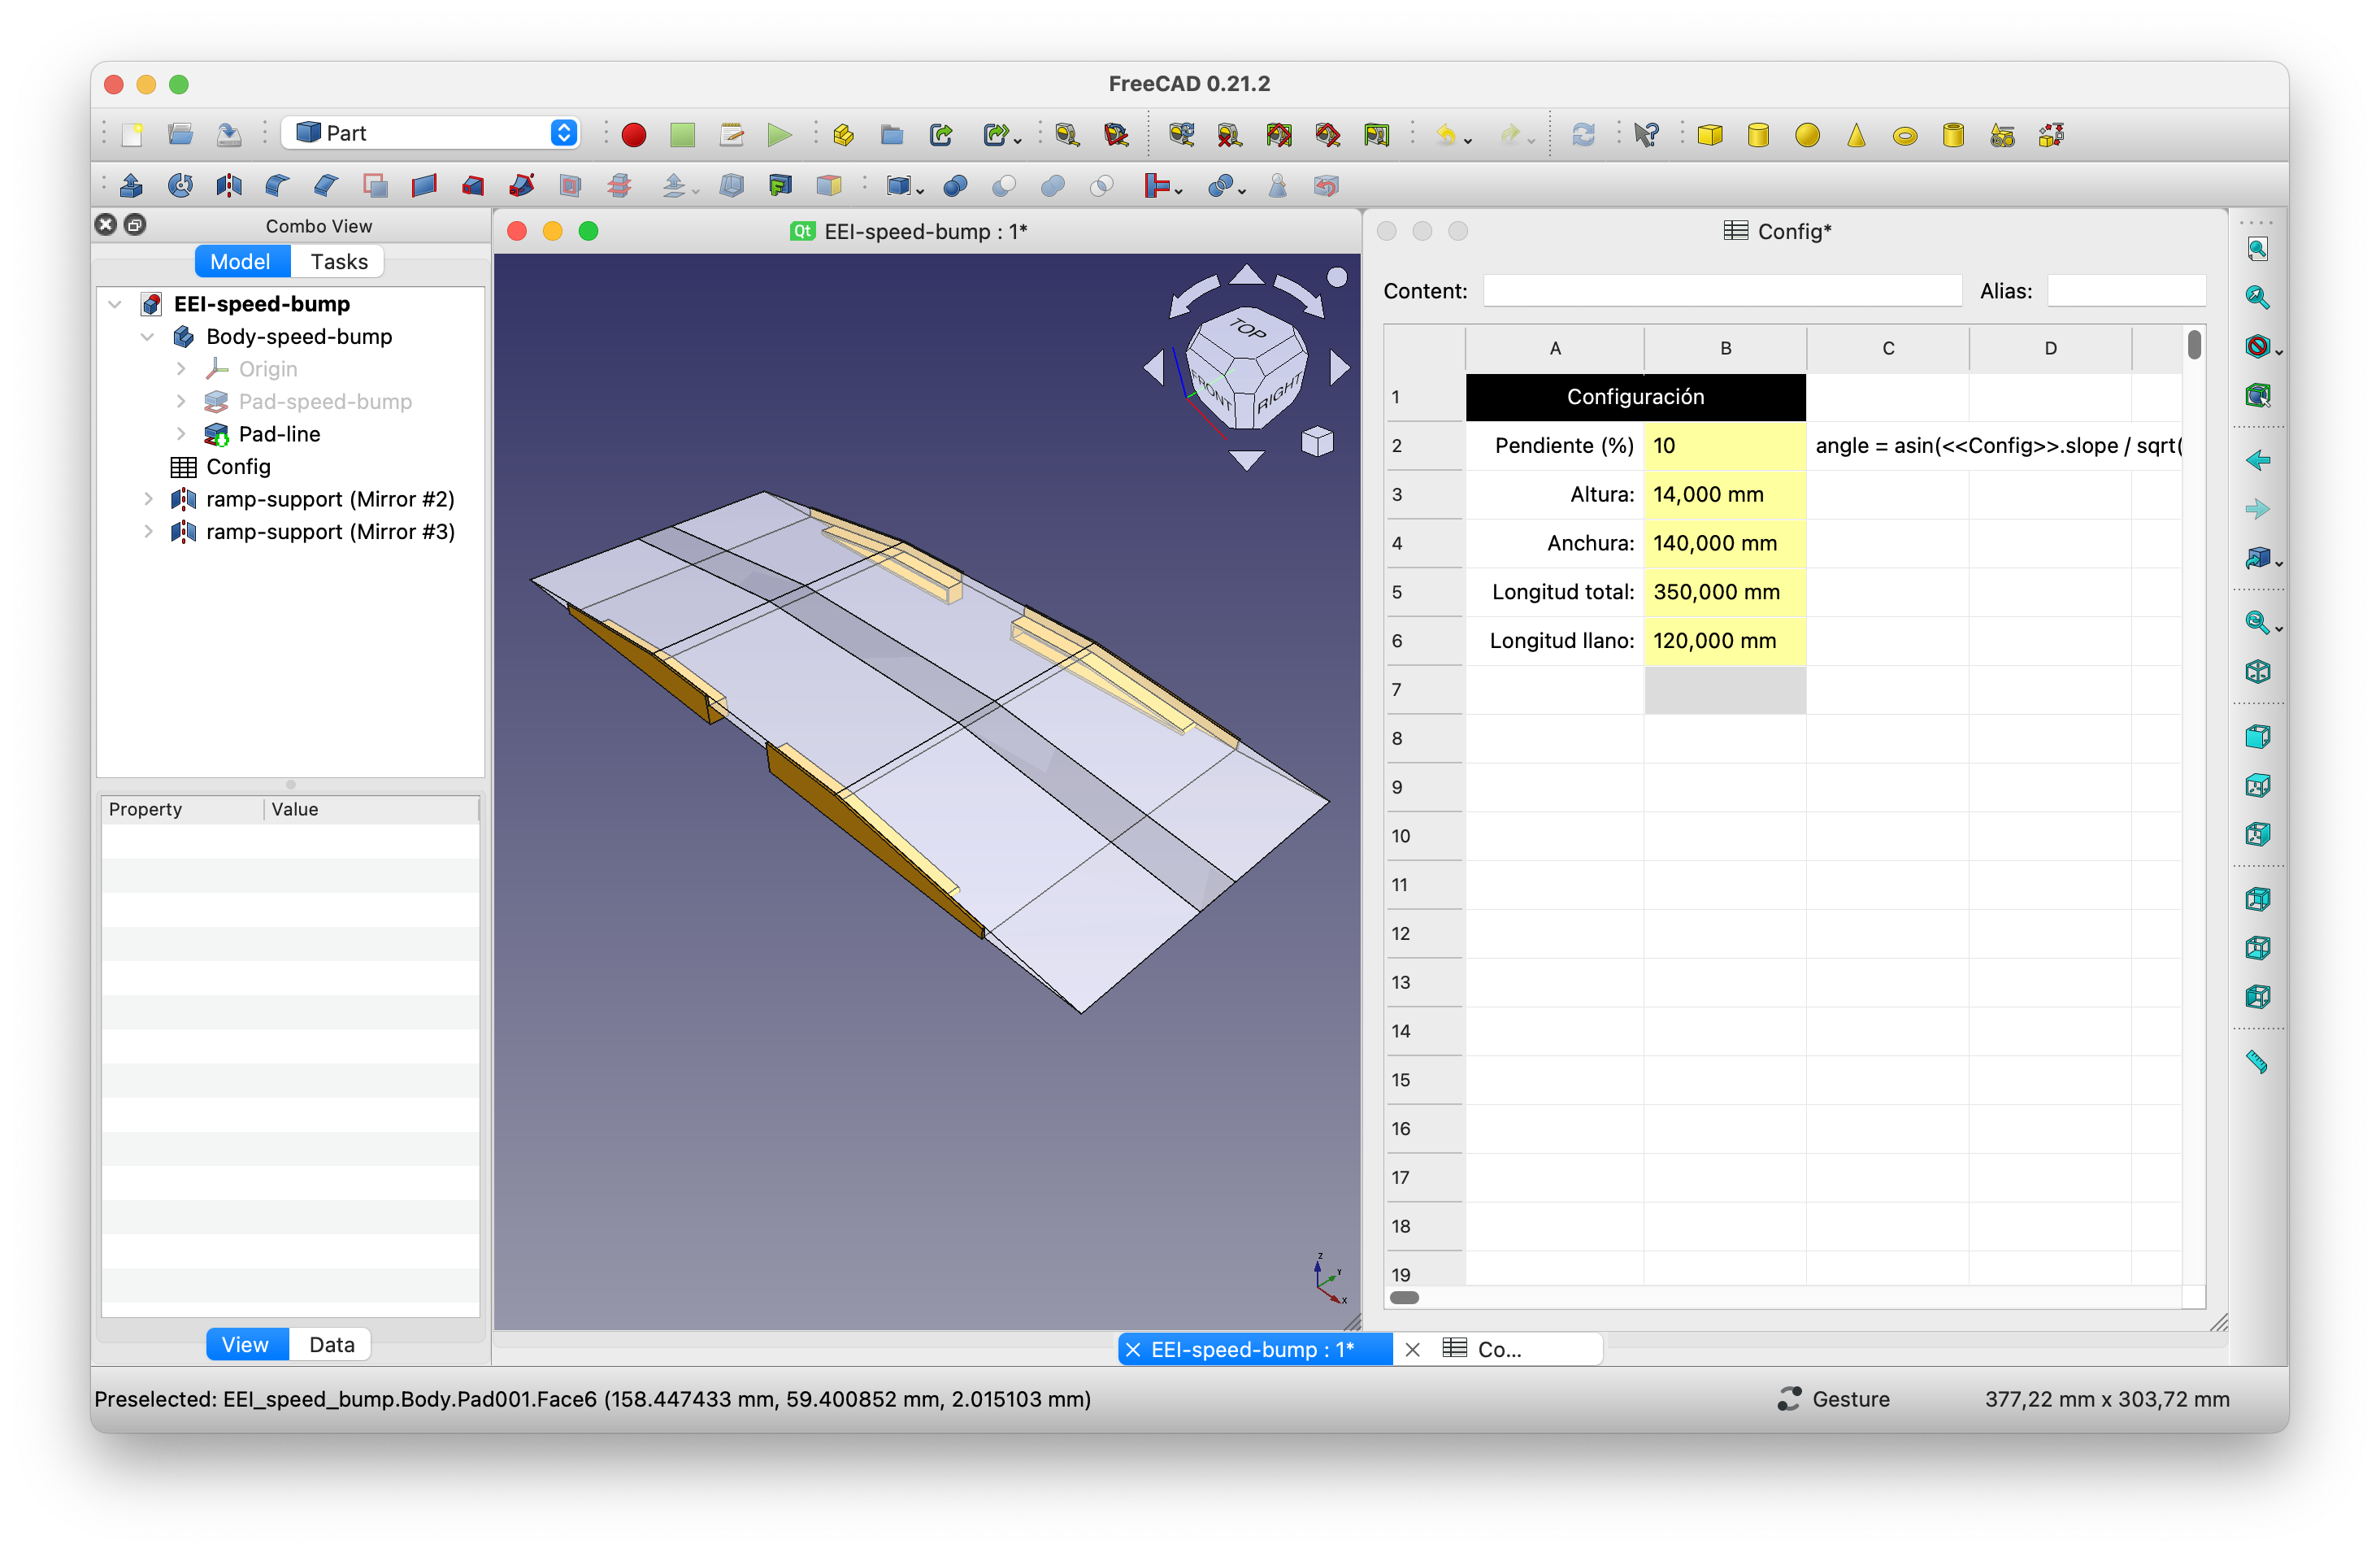 FreeCAD 0.21.2
Part
Combo View
Model
Tasks
EEI-speed-bump
Body-speed-bump
Origin
Pad-speed-bump
Pad-line
Config
ramp-support (Mirror #2)
ramp-support (Mirror #3)
Property
Value
View
Data
Qt EEI-speed-bump : 1*
TOP
FRONT
RIGHT
Z
Y
X
Config*
Content:
Alias:
A B C D
1 Configuración
2 Pendiente (%) 10 angle = asin(<<Config>>.slope / sqrt(
3 Altura: 14,000 mm
4 Anchura: 140,000 mm
5 Longitud total: 350,000 mm
6 Longitud llano: 120,000 mm
7
8
9
10
11
12
13
14
15
16
17
18
19
EEI-speed-bump : 1*
Co...
Preselected: EEI_speed_bump.Body.Pad001.Face6 (158.447433 mm, 59.400852 mm, 2.015103 mm)
Gesture
377,22 mm x 303,72 mm